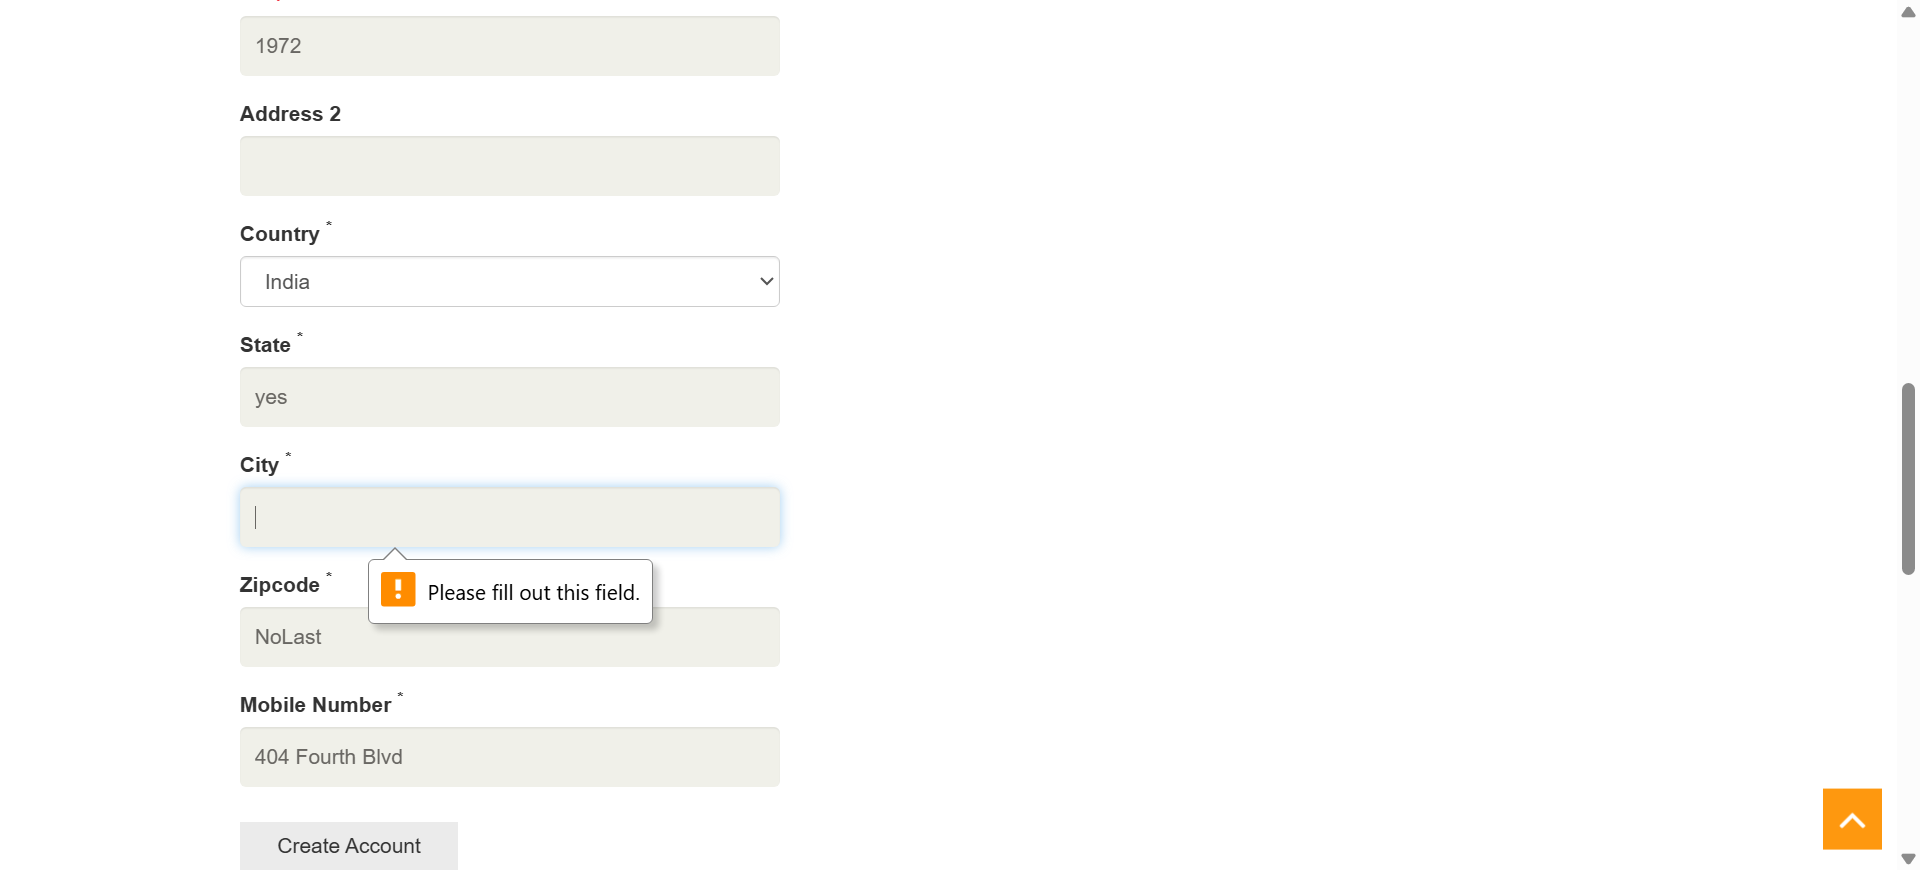 1972
Address 2
Country *
India
State *
yes
City *
Please fill out this field.
Zipcode *
NoLast
Mobile Number *
404 Fourth Blvd
Create Account